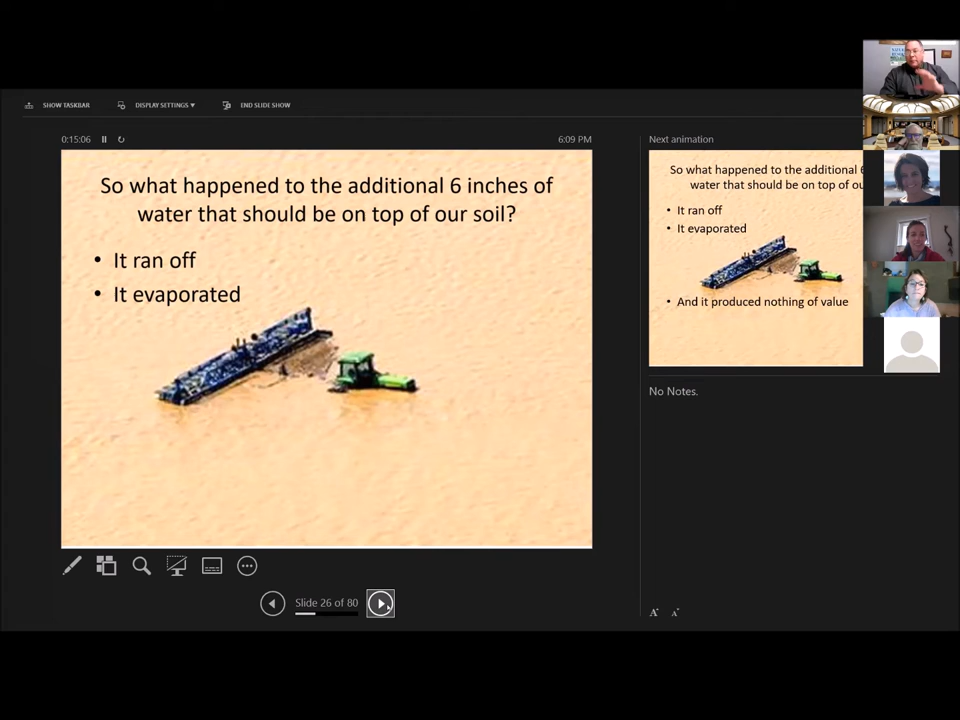 SHOW TASKBAR DISPLAY SETTINGS ▾ END SLIDE SHOW
0:15:06 6:09 PM
So what happened to the additional 6 inches of
water that should be on top of our soil?
• It ran off
• It evaporated
Slide 26 of 80
Next animation
So what happened to the additional 6
water that should be on top of ou
• It ran off
• It evaporated
• And it produced nothing of value
No Notes.
A A